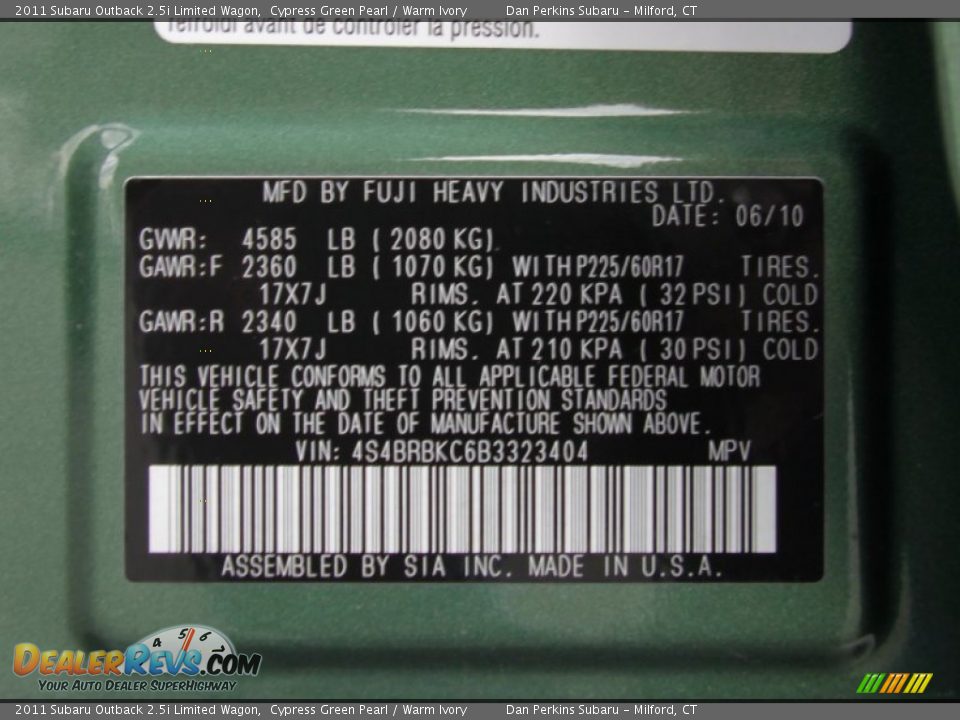 2011 Subaru Outback 2.5i Limited Wagon, Cypress Green Pearl / Warm Ivory Dan Perkins Subaru - Milford, CT
refroidi avant de contrôler la pression.
MFD BY FUJI HEAVY INDUSTRIES LTD.
DATE: 06/10
GVWR: 4585 LB ( 2080 KG)
GAWR:F 2360 LB ( 1070 KG) WITH P225/60R17 TIRES.
17X7J RIMS. AT 220 KPA ( 32 PSI) COLD
GAWR:R 2340 LB ( 1060 KG) WITH P225/60R17 TIRES.
17X7J RIMS. AT 210 KPA ( 30 PSI) COLD
THIS VEHICLE CONFORMS TO ALL APPLICABLE FEDERAL MOTOR
VEHICLE SAFETY AND THEFT PREVENTION STANDARDS
IN EFFECT ON THE DATE OF MANUFACTURE SHOWN ABOVE.
VIN: 4S4BRBKC6B3323404 MPV
ASSEMBLED BY SIA INC. MADE IN U.S.A.
4 5 6
DEALERREVS.COM
YOUR AUTO DEALER SUPERHIGHWAY
2011 Subaru Outback 2.5i Limited Wagon, Cypress Green Pearl / Warm Ivory Dan Perkins Subaru - Milford, CT